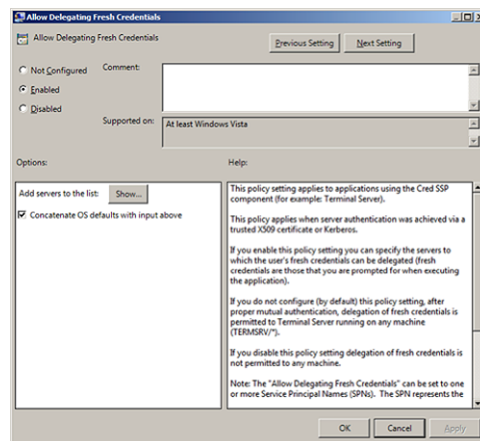 Allow Delegating Fresh Credentials
Allow Delegating Fresh Credentials
Previous Setting
Next Setting
Not Configured
Comment:
Enabled
Disabled
Supported on:
At least Windows Vista
Options:
Help:
Add servers to the list:
Show...
Concatenate OS defaults with input above
This policy setting applies to applications using the Cred SSP
component (for example: Terminal Server).
This policy applies when server authentication was achieved via a
trusted X509 certificate or Kerberos.
If you enable this policy setting you can specify the servers to
which the user's fresh credentials can be delegated (fresh
credentials are those that you are prompted for when executing
the application).
If you do not configure (by default) this policy setting, after
proper mutual authentication, delegation of fresh credentials is
permitted to Terminal Server running on any machine
(TERMSRV/*).
If you disable this policy setting delegation of fresh credentials is
not permitted to any machine.
Note: The "Allow Delegating Fresh Credentials" can be set to one
or more Service Principal Names (SPNs). The SPN represents the
OK
Cancel
Apply